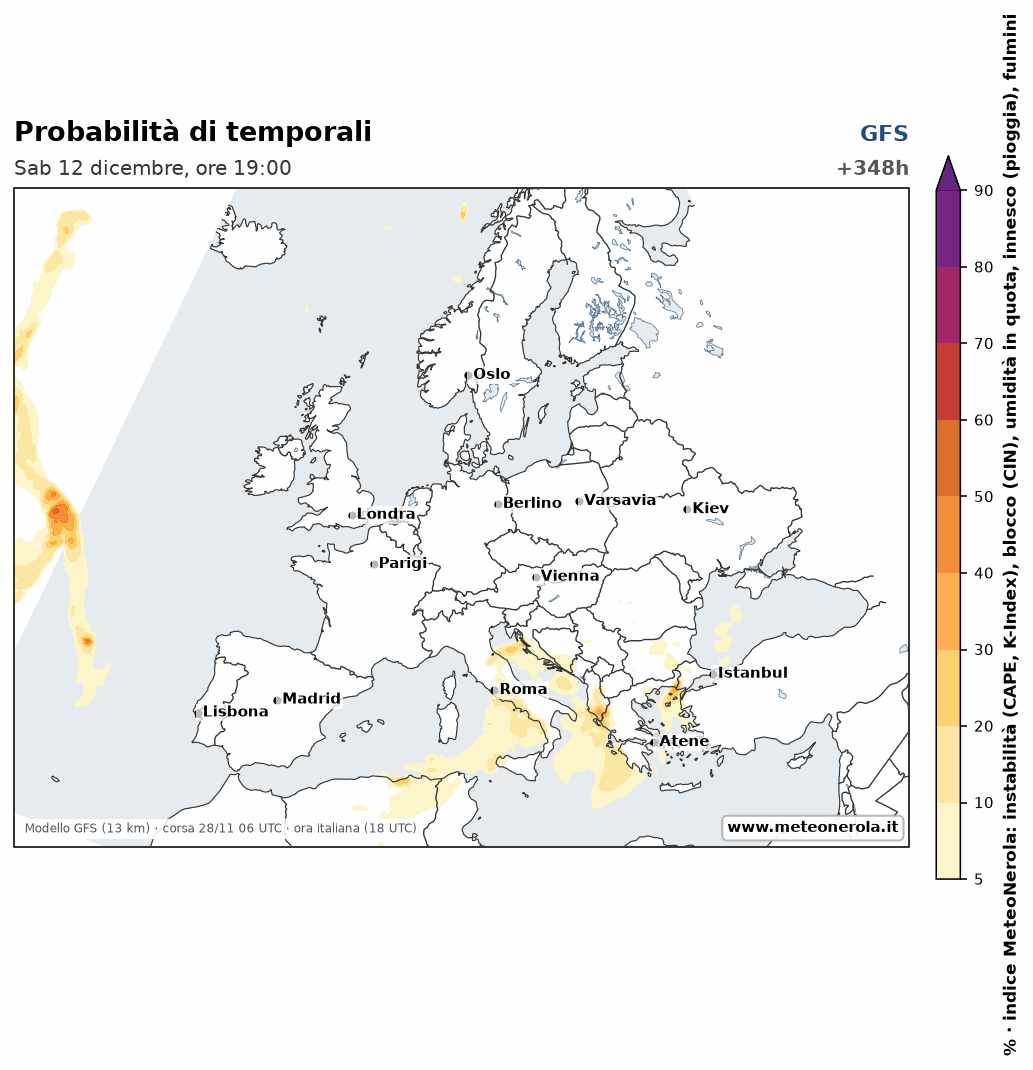 Probabilità di temporali
GFS
Sab 12 dicembre, ore 19:00
+348h
Oslo
Londra
Berlino
Varsavia
Kiev
Parigi
Vienna
Istanbul
Roma
Madrid
Lisbona
Atene
Modello GFS (13 km) · corsa 28/11 06 UTC · ora italiana (18 UTC)
www.meteonerola.it
90
80
70
60
50
40
30
20
10
5
% · indice MeteoNerola: instabilità (CAPE, K-Index), blocco (CIN), umidità in quota, innesco (pioggia), fulmini